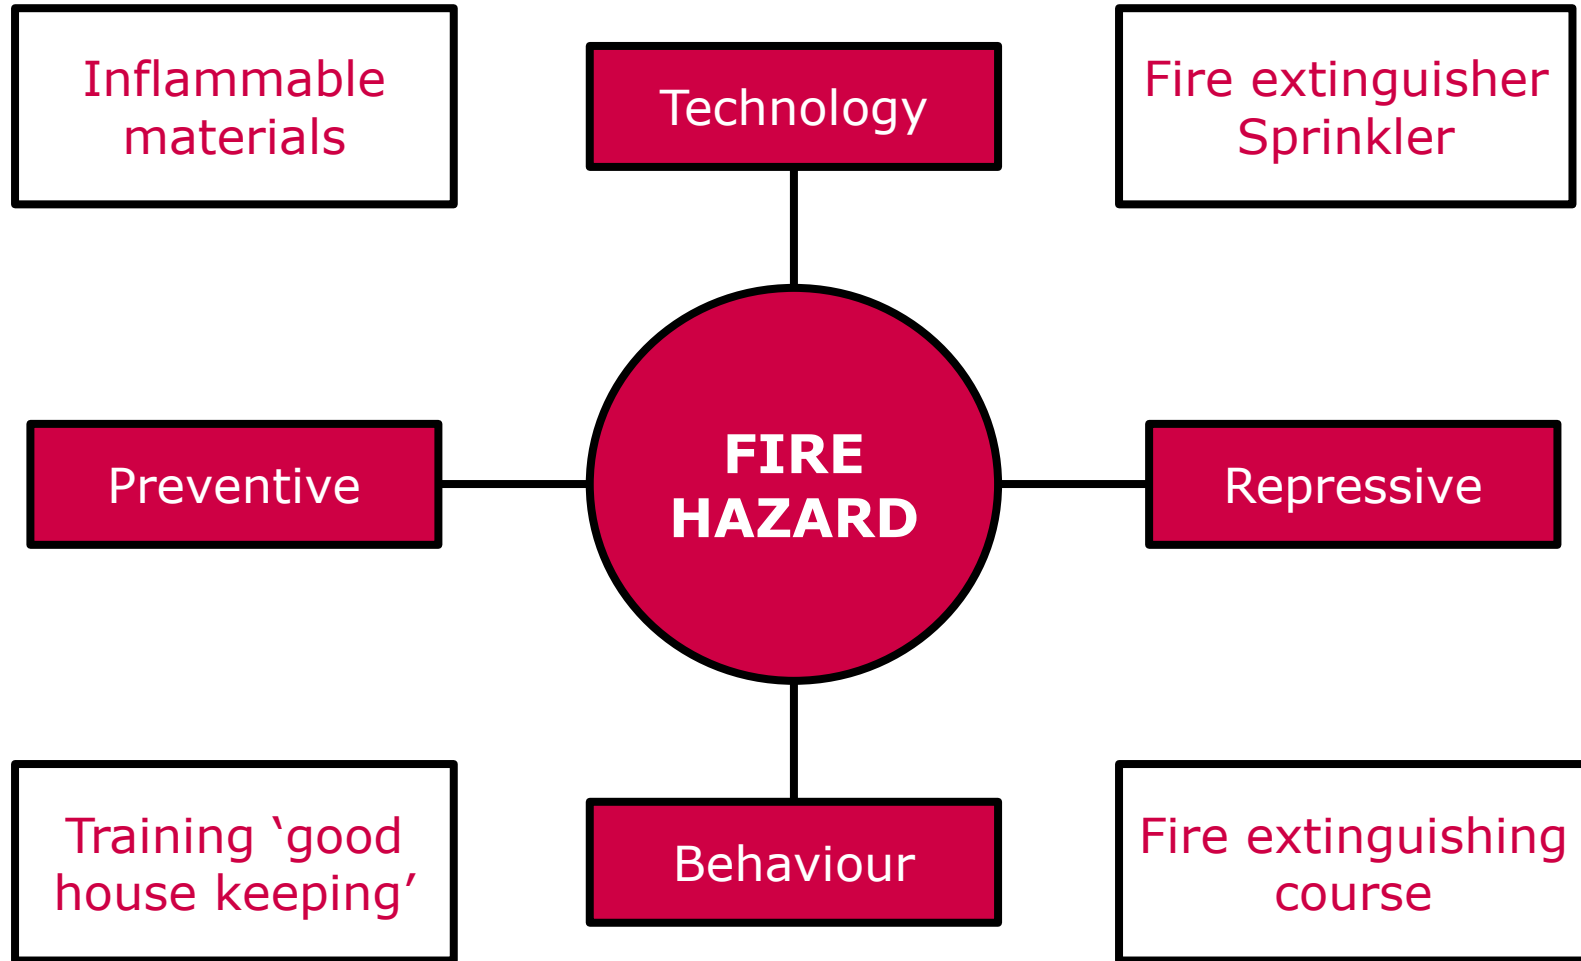 Inflammable
materials
Technology
Fire extinguisher
Sprinkler
Preventive
FIRE
HAZARD
Repressive
Training ‘good
house keeping’
Behaviour
Fire extinguishing
course